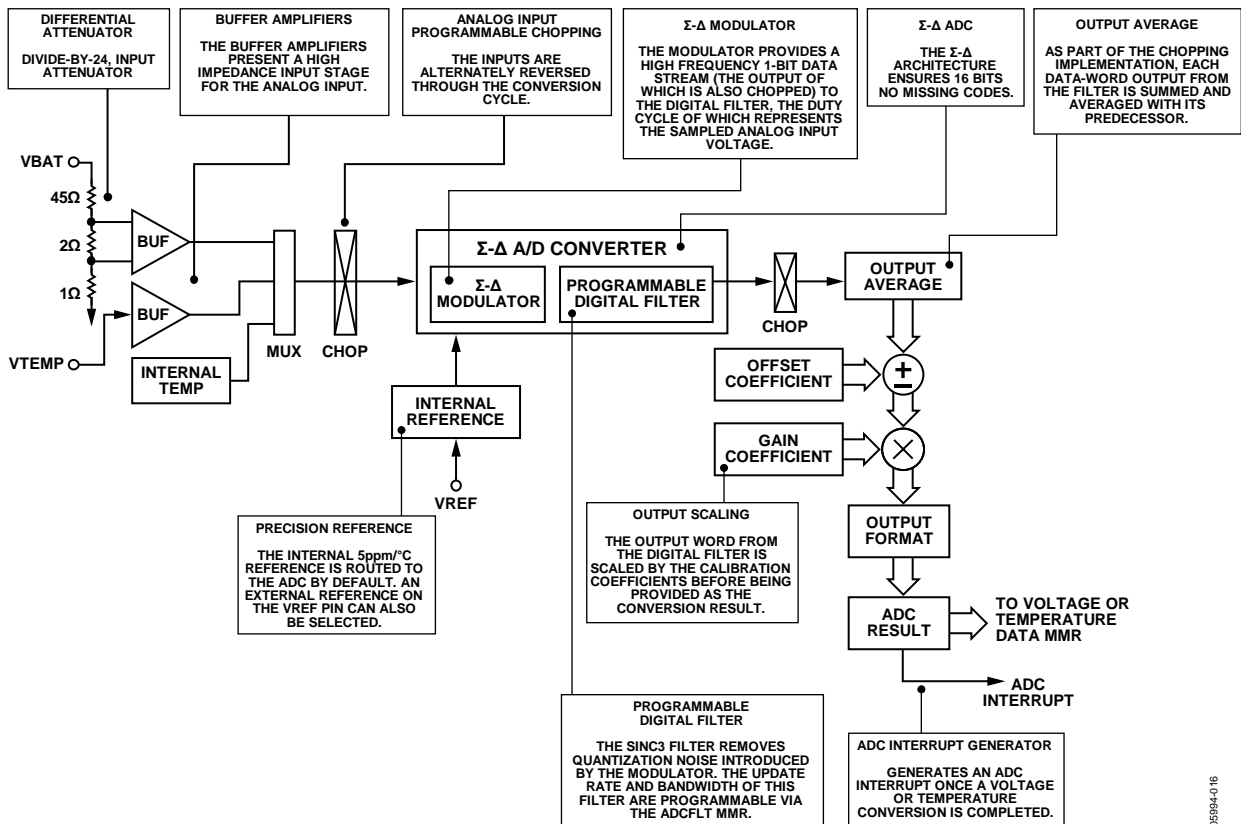 DIFFERENTIAL
ATTENUATOR
DIVIDE-BY-24, INPUT
ATTENUATOR
BUFFER AMPLIFIERS
THE BUFFER AMPLIFIERS
PRESENT A HIGH
IMPEDANCE INPUT STAGE
FOR THE ANALOG INPUT.
ANALOG INPUT
PROGRAMMABLE CHOPPING
THE INPUTS ARE
ALTERNATELY REVERSED
THROUGH THE CONVERSION
CYCLE.
Σ-Δ MODULATOR
THE MODULATOR PROVIDES A
HIGH FREQUENCY 1-BIT DATA
STREAM (THE OUTPUT OF
WHICH IS ALSO CHOPPED) TO
THE DIGITAL FILTER, THE DUTY
CYCLE OF WHICH REPRESENTS
THE SAMPLED ANALOG INPUT
VOLTAGE.
Σ-Δ ADC
THE Σ-Δ
ARCHITECTURE
ENSURES 16 BITS
NO MISSING CODES.
OUTPUT AVERAGE
AS PART OF THE CHOPPING
IMPLEMENTATION, EACH
DATA-WORD OUTPUT FROM
THE FILTER IS SUMMED AND
AVERAGED WITH ITS
PREDECESSOR.
VBAT
45Ω
2Ω
1Ω
BUF
BUF
VTEMP
INTERNAL
TEMP
MUX
CHOP
Σ-Δ A/D CONVERTER
Σ-Δ
MODULATOR
PROGRAMMABLE
DIGITAL FILTER
CHOP
OUTPUT
AVERAGE
INTERNAL
REFERENCE
VREF
OFFSET
COEFFICIENT
GAIN
COEFFICIENT
OUTPUT
FORMAT
ADC
RESULT
TO VOLTAGE OR
TEMPERATURE
DATA MMR
ADC
INTERRUPT
PRECISION REFERENCE
THE INTERNAL 5ppm/°C
REFERENCE IS ROUTED TO
THE ADC BY DEFAULT. AN
EXTERNAL REFERENCE ON
THE VREF PIN CAN ALSO
BE SELECTED.
OUTPUT SCALING
THE OUTPUT WORD FROM
THE DIGITAL FILTER IS
SCALED BY THE CALIBRATION
COEFFICIENTS BEFORE BEING
PROVIDED AS THE
CONVERSION RESULT.
PROGRAMMABLE
DIGITAL FILTER
THE SINC3 FILTER REMOVES
QUANTIZATION NOISE INTRODUCED
BY THE MODULATOR. THE UPDATE
RATE AND BANDWIDTH OF THIS
FILTER ARE PROGRAMMABLE VIA
THE ADCFLT MMR.
ADC INTERRUPT GENERATOR
GENERATES AN ADC
INTERRUPT ONCE A VOLTAGE
OR TEMPERATURE
CONVERSION IS COMPLETED.
05994-016